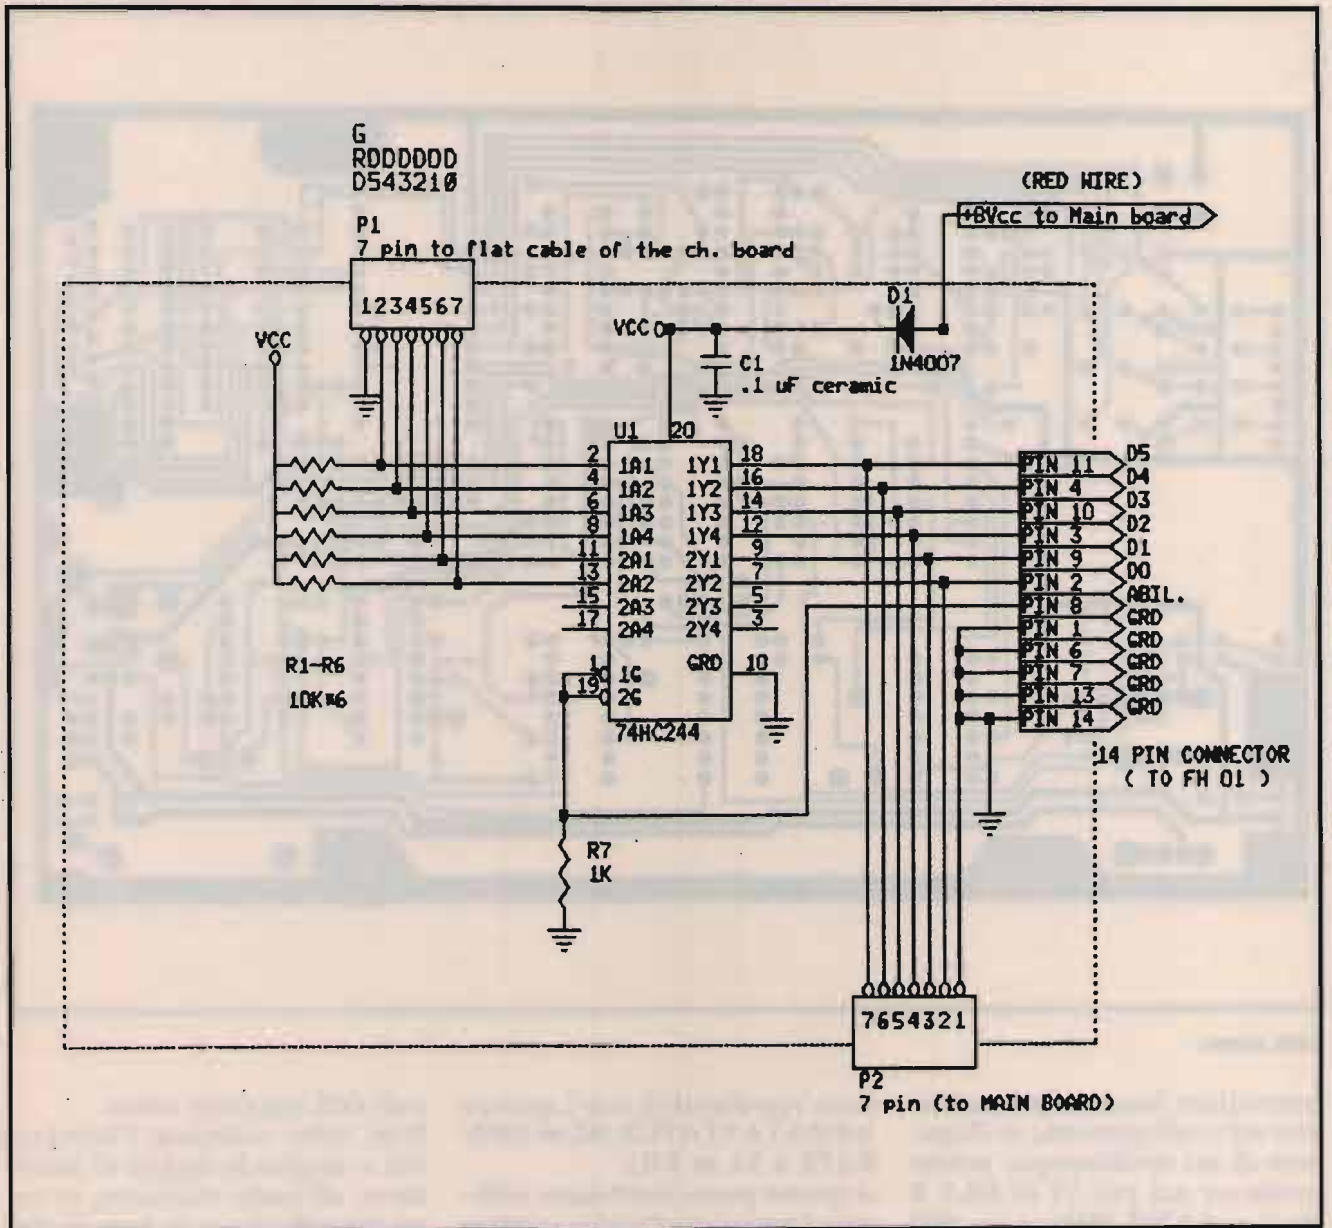 G
RDDDDDD
D543210
P1
7 pin to flat cable of the ch. board
1234567
(RED WIRE)
+8Vcc to Main board
VCC
VCC
D1
1N4007
C1
.1 uF ceramic
U1
20
2 1A1 1Y1 18
4 1A2 1Y2 16
6 1A3 1Y3 14
8 1A4 1Y4 12
11 2A1 2Y1 9
13 2A2 2Y2 7
15 2A3 2Y3 5
17 2A4 2Y4 3
1 1G GRD 10
19 2G
74HC244
R1-R6
10K*6
R7
1K
PIN 11 D5
PIN 4 D4
PIN 10 D3
PIN 3 D2
PIN 9 D1
PIN 2 D0
PIN 8 ABIL.
PIN 1 GRD
PIN 6 GRD
PIN 7 GRD
PIN 13 GRD
PIN 14 GRD
14 PIN CONNECTOR
( TO FH 01 )
7654321
P2
7 pin (to MAIN BOARD)